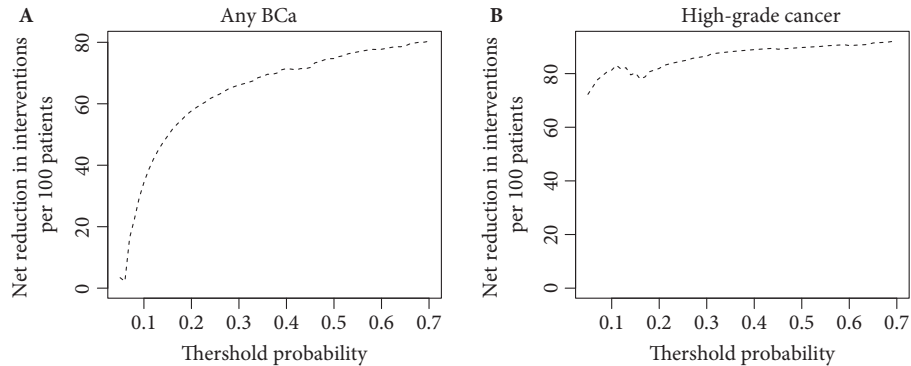 A
Any BCa
Net reduction in interventions
per 100 patients
80
60
40
20
0
0.1 0.2 0.3 0.4 0.5 0.6 0.7
Thershold probability
B
High-grade cancer
Net reduction in interventions
per 100 patients
80
60
40
20
0
0.1 0.2 0.3 0.4 0.5 0.6 0.7
Thershold probability